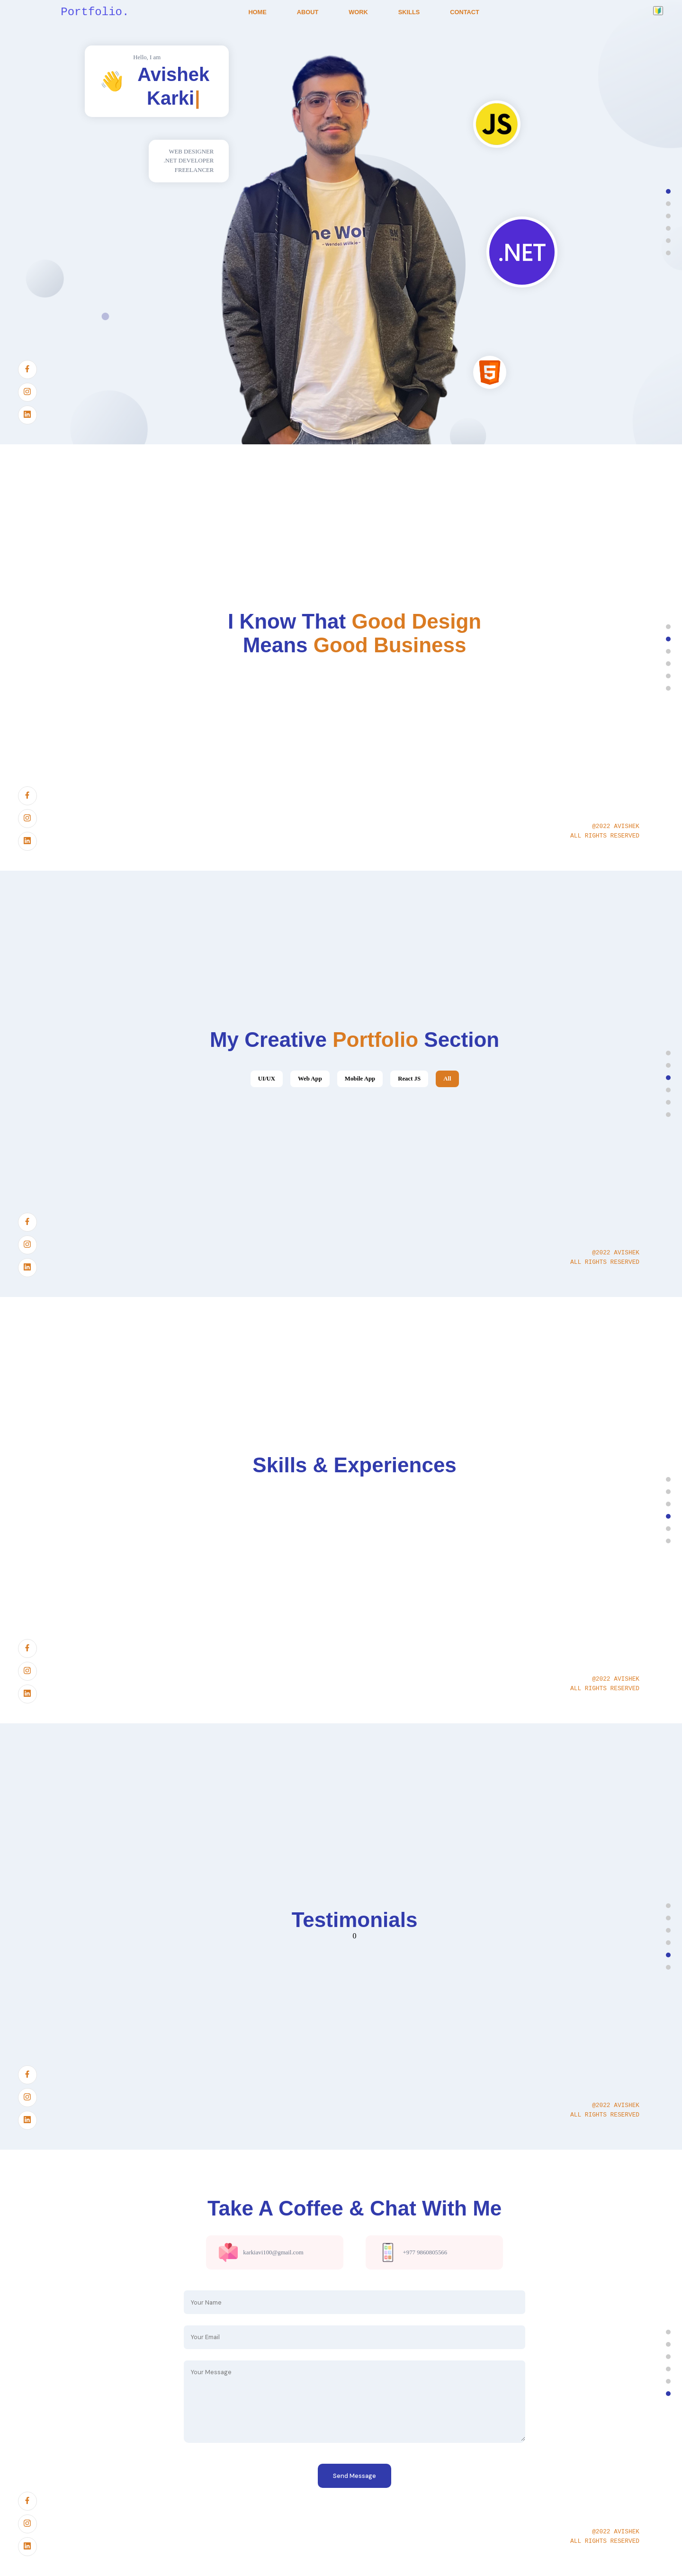 Portfolio.
HOME
ABOUT
WORK
SKILLS
CONTACT
Hello, I am
Avishek
Karki|
WEB DESIGNER
.NET DEVELOPER
FREELANCER
JS
.NET
5
I Know That Good Design
Means Good Business
@2022 AVISHEK
ALL RIGHTS RESERVED
My Creative Portfolio Section
UI/UX
Web App
Mobile App
React JS
All
@2022 AVISHEK
ALL RIGHTS RESERVED
Skills & Experiences
@2022 AVISHEK
ALL RIGHTS RESERVED
Testimonials
0
@2022 AVISHEK
ALL RIGHTS RESERVED
Take A Coffee & Chat With Me
karkiavi100@gmail.com
+977 9860805566
Your Name
Your Email
Your Message
Send Message
@2022 AVISHEK
ALL RIGHTS RESERVED